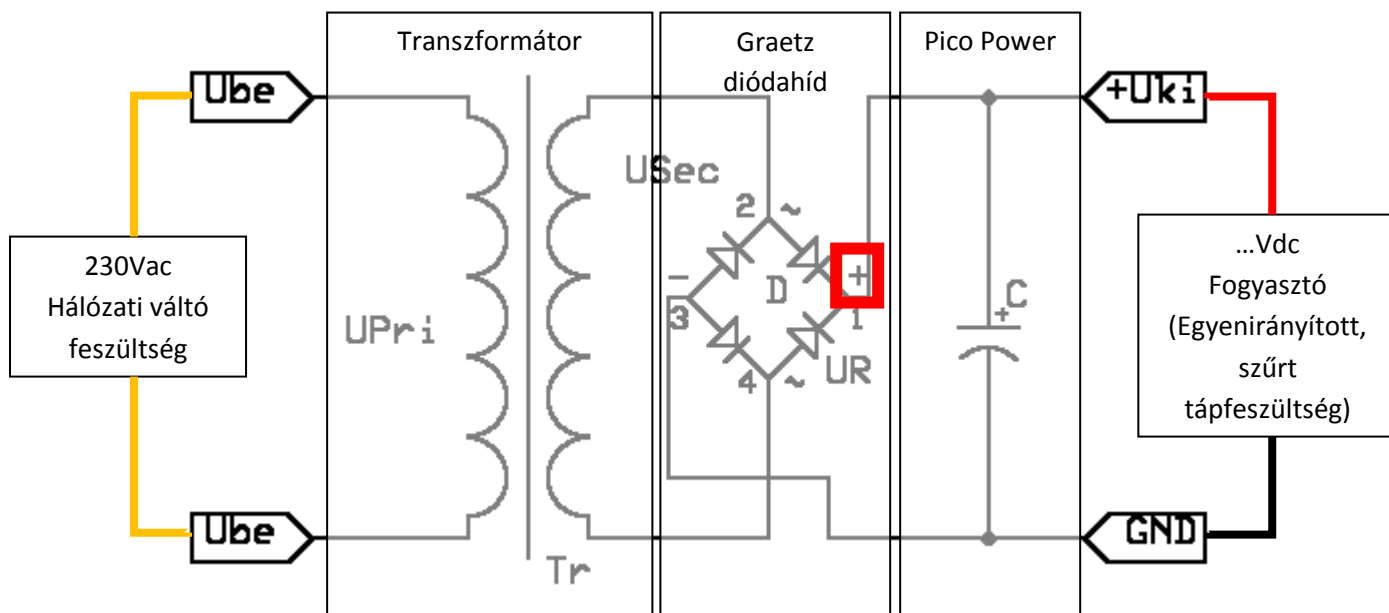 Transzformátor
Graetz
diódahíd
Pico Power
Ube
+Uki
USec
2 ~
230Vac
Hálózati váltó
feszültség
...Vdc
Fogyasztó
(Egyenirányított,
szűrt
tápfeszültség)
- D +
3 1
UPri
+ C
4 ~ UR
Ube
GND
Tr